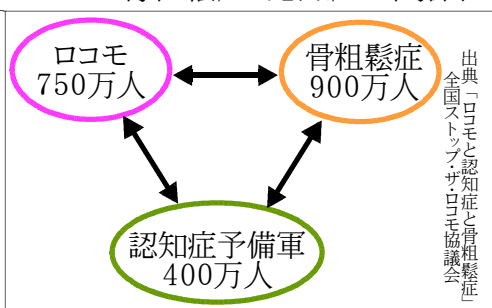 ロコモ
750万人
骨粗鬆症
900万人
認知症予備軍
400万人
出典「ロコモと認知症と骨粗鬆症」
全国ストップ・ザ・ロコモ協議会